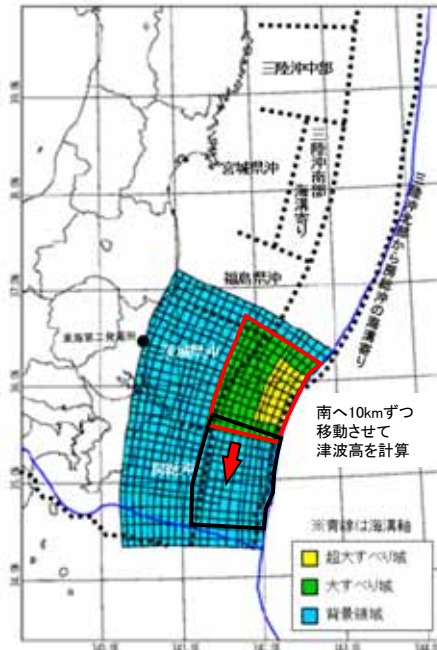 三陸沖中部
三陸沖南部
海溝寄り
宮城県沖
三陸沖北部から房総沖の海溝寄り
福島県沖
東海第二発電所
茨城県沖
房総沖
南へ10kmずつ
移動させて
津波高を計算
※青線は海溝軸
超大すべり域
大すべり域
背景領域